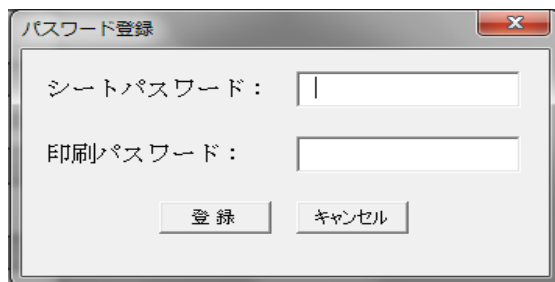 パスワード登録
シートパスワード：
印刷パスワード：
登 録 キャンセル